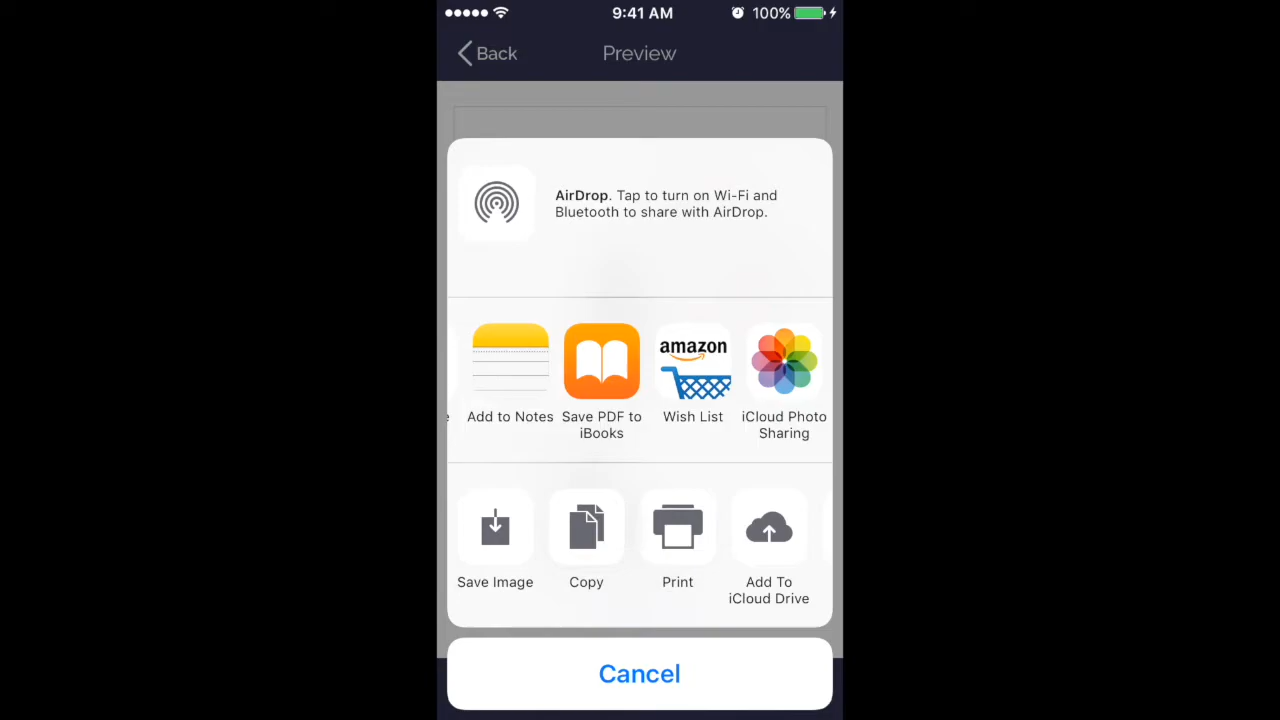 9:41 AM
100%
Back
Preview
AirDrop. Tap to turn on Wi-Fi and
Bluetooth to share with AirDrop.
amazon
Add to Notes
Save PDF to
iBooks
Wish List
iCloud Photo
Sharing
Save Image
Copy
Print
Add To
iCloud Drive
Cancel